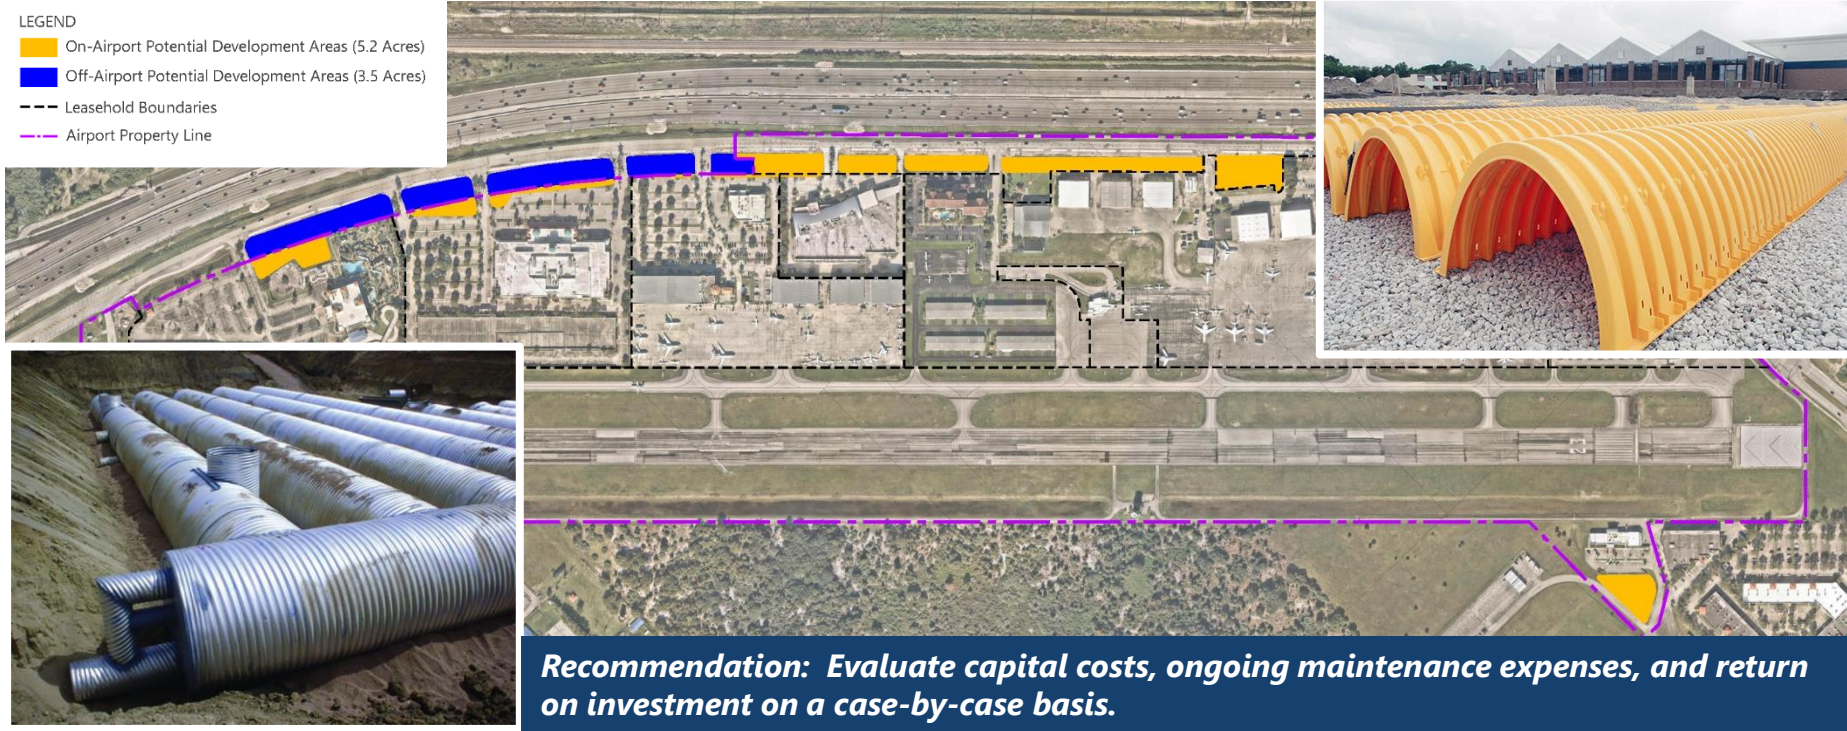 LEGEND
On-Airport Potential Development Areas (5.2 Acres)
Off-Airport Potential Development Areas (3.5 Acres)
Leasehold Boundaries
Airport Property Line
Recommendation: Evaluate capital costs, ongoing maintenance expenses, and return
on investment on a case-by-case basis.